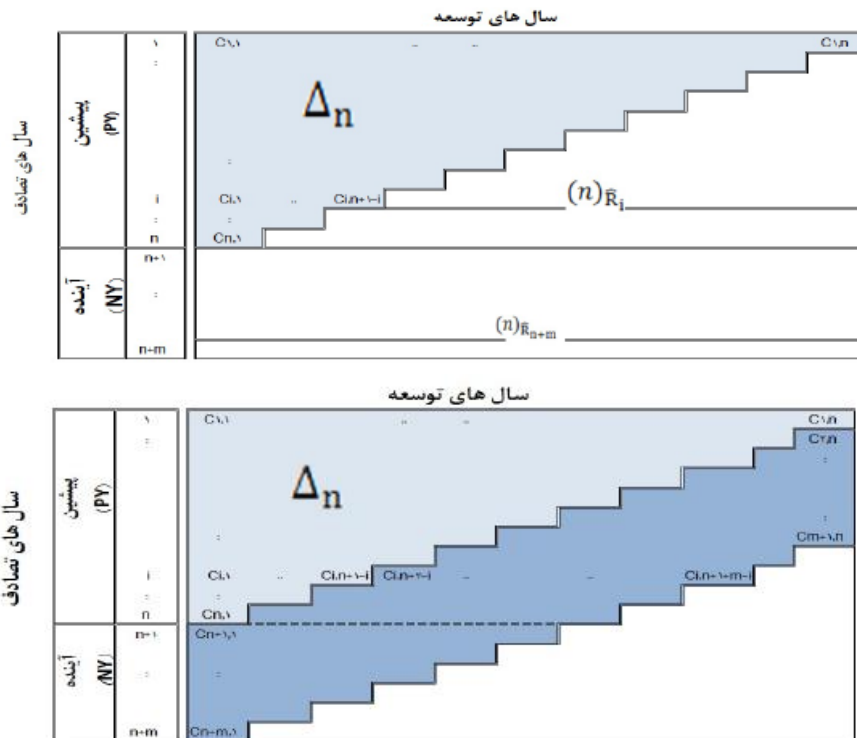 سال های توسعه
سال های تصادف
پیشین
(PY)
۱
:
i
:
n
C۱,۱ .. .. C۱,n
Δn
:
Ci,۱ .. Ci,n+۱-i
:
Cn,۱
(n)R̂i
آینده
(NY)
n+۱
:
n+m
(n)R̂n+m
سال های توسعه
سال های تصادف
پیشین
(PY)
۱
:
i
:
n
C۱,۱ .. .. C۱,n
C۲,n
:
Δn
:
:
Cm+۱,n
Ci,۱ .. Ci,n+۱-i Ci,n+۲-i .. .. Ci,n+۱+m-i
:
Cn,۱
آینده
(NY)
n+۱
:
n+m
Cn+۱,۱
:
Cn+m,۱